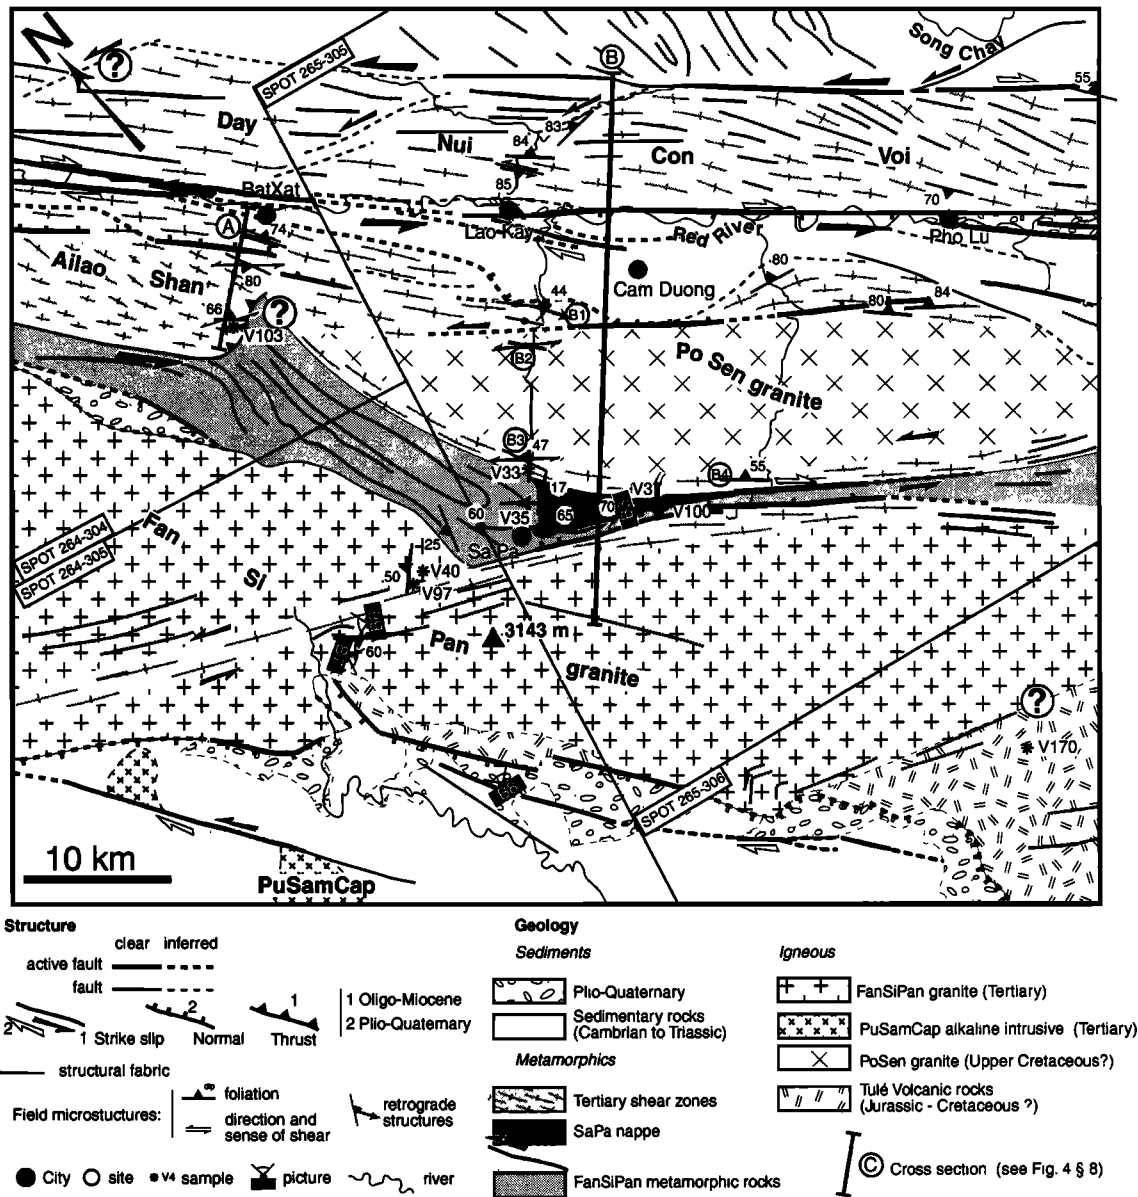 N
?
SPOT 265-305
B
Song Chay
55
Day
Nui
84
83
Con
Voi
85
70
BatXat
A
74
Lao-Kay
Red River
Pho Lu
Ailao
Shan
80
66
?
V103
Cam Duong
80
44
B1
80
84
B2
Po Sen granite
B3
47
V33
17
B4
55
V31
60
V35
65
70
V100
Sa Pa
SPOT 264-304
SPOT 264-305
Fan
Si
25
50
V40
V97
Pan
3143 m
60
granite
?
V170
SPOT 265-306
10 km
PuSamCap
Structure
clear inferred
active fault
fault
2
1 Strike slip
2
Normal
1
Thrust
1 Oligo-Miocene
2 Plio-Quaternary
structural fabric
Field microstuctures:
foliation
direction and
sense of shear
retrograde
structures
City
site
V4 sample
picture
river
Geology
Sediments
Plio-Quaternary
Sedimentary rocks
(Cambrian to Triassic)
Metamorphics
Tertiary shear zones
SaPa nappe
FanSiPan metamorphic rocks
Igneous
FanSiPan granite (Tertiary)
PuSamCap alkaline intrusive (Tertiary)
PoSen granite (Upper Cretaceous?)
Tulé Volcanic rocks
(Jurassic - Cretaceous ?)
C Cross section (see Fig. 4 § 8)